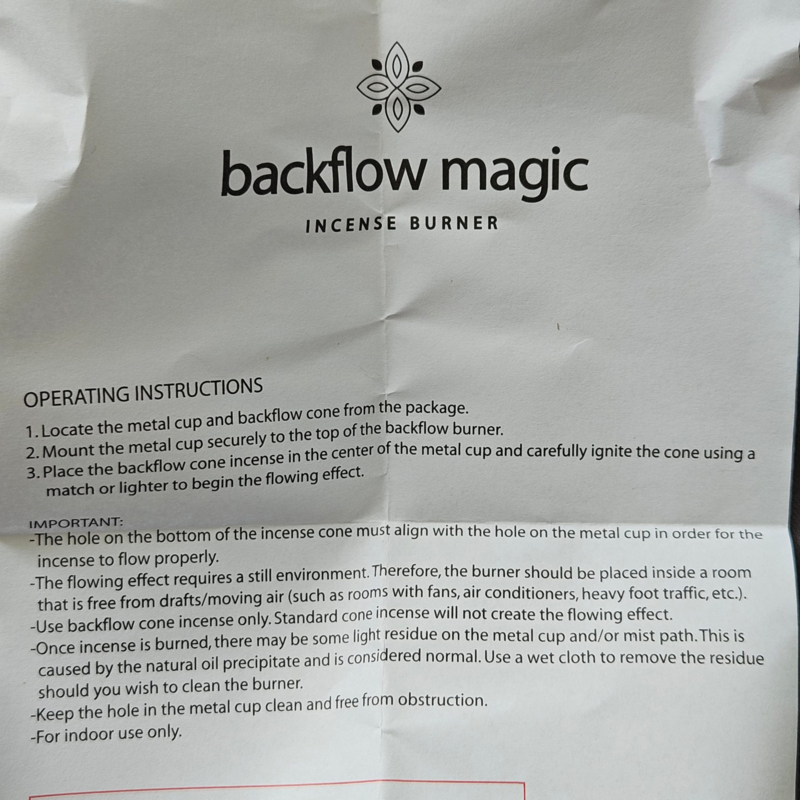 backflow magic
INCENSE BURNER
OPERATING INSTRUCTIONS
1. Locate the metal cup and backflow cone from the package.
2. Mount the metal cup securely to the top of the backflow burner.
3. Place the backflow cone incense in the center of the metal cup and carefully ignite the cone using a
match or lighter to begin the flowing effect.
IMPORTANT:
-The hole on the bottom of the incense cone must align with the hole on the metal cup in order for the
incense to flow properly.
-The flowing effect requires a still environment. Therefore, the burner should be placed inside a room
that is free from drafts/moving air (such as rooms with fans, air conditioners, heavy foot traffic, etc.).
-Use backflow cone incense only. Standard cone incense will not create the flowing effect.
-Once incense is burned, there may be some light residue on the metal cup and/or mist path. This is
caused by the natural oil precipitate and is considered normal. Use a wet cloth to remove the residue
should you wish to clean the burner.
-Keep the hole in the metal cup clean and free from obstruction.
-For indoor use only.